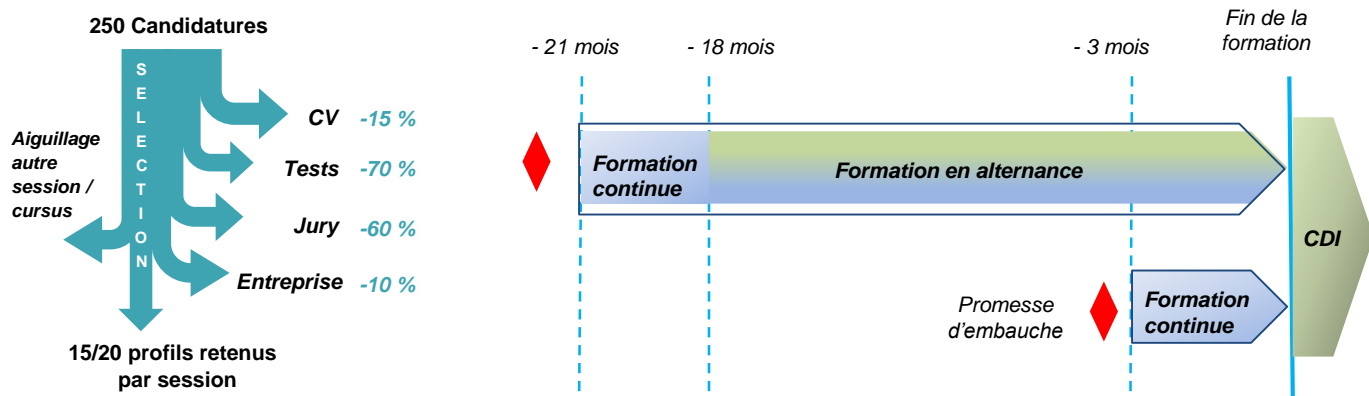 250 Candidatures
SELECTION
CV -15 %
Tests -70 %
Jury -60 %
Entreprise -10 %
Aiguillage
autre
session /
cursus
15/20 profils retenus
par session
- 21 mois
- 18 mois
- 3 mois
Fin de la
formation
Formation
continue
Formation en alternance
Promesse
d'embauche
Formation
continue
CDI